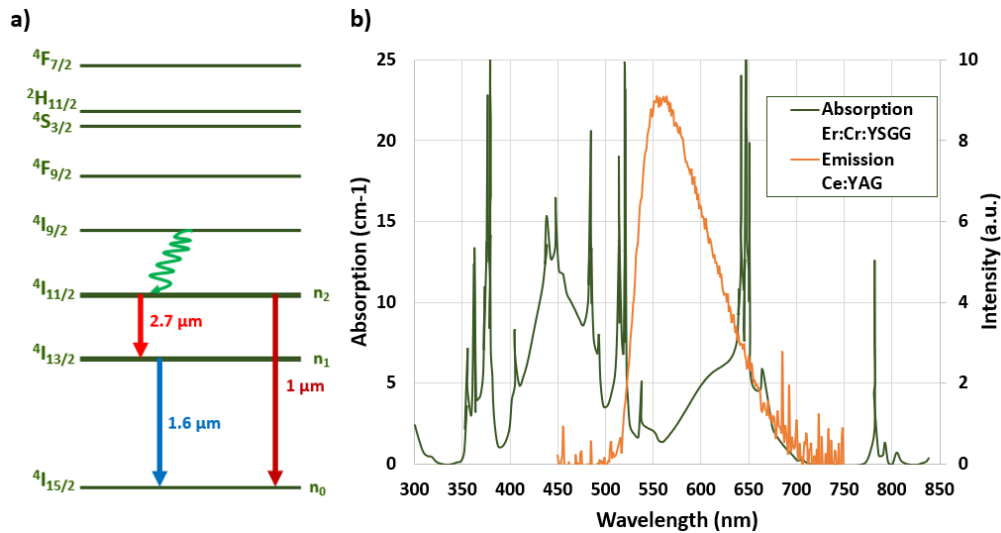 a)
⁴F₇/₂
²H₁₁/₂
⁴S₃/₂
⁴F₉/₂
⁴I₉/₂
⁴I₁₁/₂
n₂
2.7 µm
⁴I₁₃/₂
n₁
1 µm
1.6 µm
⁴I₁₅/₂
n₀
b)
25
20
15
10
5
0
Absorption (cm-1)
10
8
6
4
2
0
Intensity (a.u.)
Absorption
Er:Cr:YSGG
Emission
Ce:YAG
300 350 400 450 500 550 600 650 700 750 800 850
Wavelength (nm)